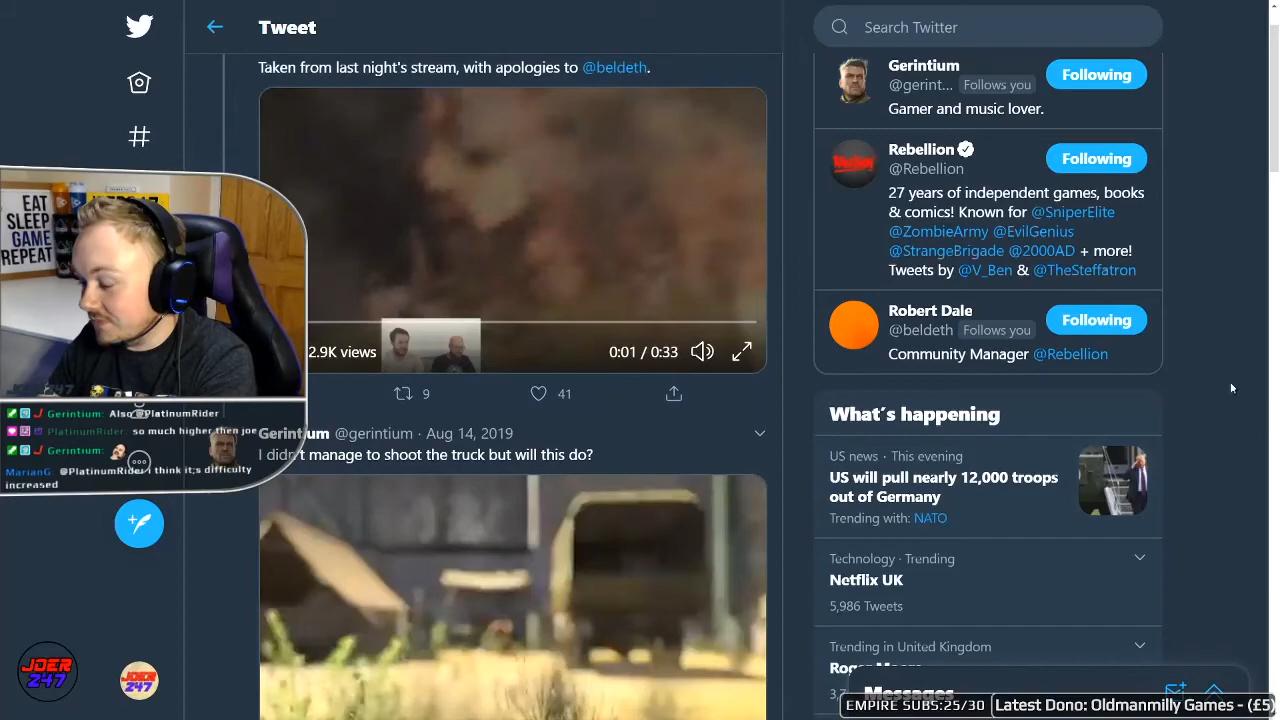 Tweet
Search Twitter
Taken from last night's stream, with apologies to @beldeth.
2.9K views
0:01 / 0:33
9
41
Gerintium @gerintium · Aug 14, 2019
I didn't manage to shoot the truck but will this do?
EAT
SLEEP
GAME
REPEAT
Gerintium: Also @PlatinumRider
PlatinumRider: so much higher then joe
Gerintium:
MarianG: @PlatinumRider i think it;s difficulty
increased
JOER
247
JOER
247
Gerintium
@gerint... Follows you
Following
Gamer and music lover.
Rebellion
@Rebellion
Following
27 years of independent games, books
& comics! Known for @SniperElite
@ZombieArmy @EvilGenius
@StrangeBrigade @2000AD + more!
Tweets by @V_Ben & @TheSteffatron
Robert Dale
@beldeth Follows you
Following
Community Manager @Rebellion
What's happening
US news · This evening
US will pull nearly 12,000 troops
out of Germany
Trending with: NATO
Technology · Trending
Netflix UK
5,986 Tweets
Trending in United Kingdom
Roger Moore
Messages
EMPIRE SUBS:25/30
Latest Dono: Oldmanmilly Games - (£5)